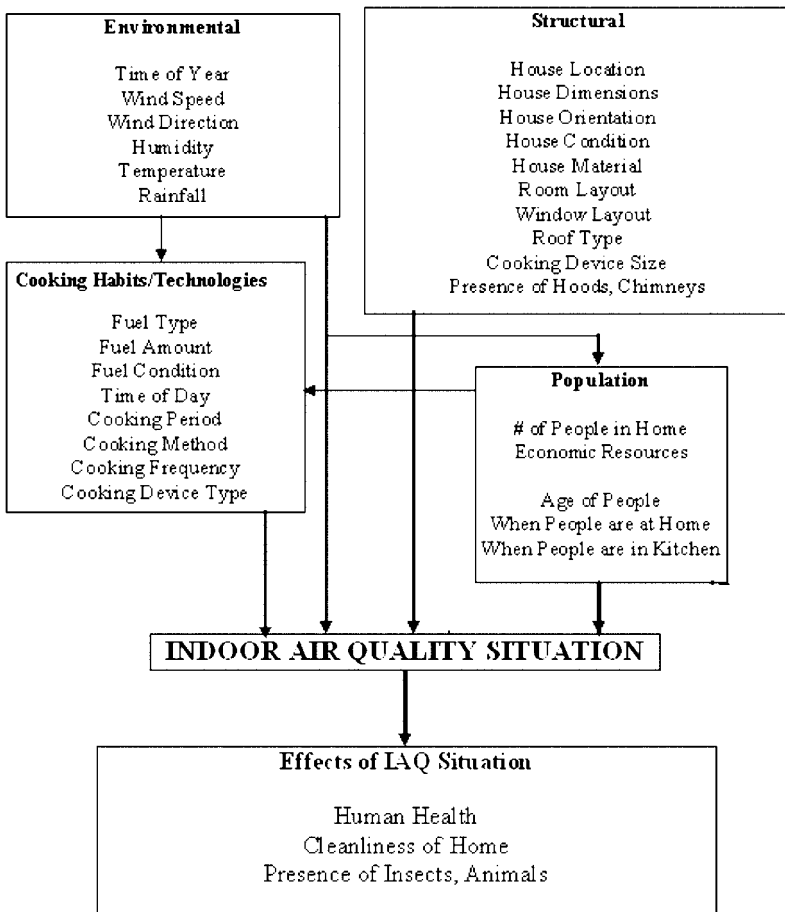 Environmental
Time of Year
Wind Speed
Wind Direction
Humidity
Temperature
Rainfall
Structural
House Location
House Dimensions
House Orientation
House Condition
House Material
Room Layout
Window Layout
Roof Type
Cooking Device Size
Presence of Hoods, Chimneys
Cooking Habits/Technologies
Fuel Type
Fuel Amount
Fuel Condition
Time of Day
Cooking Period
Cooking Method
Cooking Frequency
Cooking Device Type
Population
# of People in Home
Economic Resources
Age of People
When People are at Home
When People are in Kitchen
INDOOR AIR QUALITY SITUATION
Effects of IAQ Situation
Human Health
Cleanliness of Home
Presence of Insects, Animals